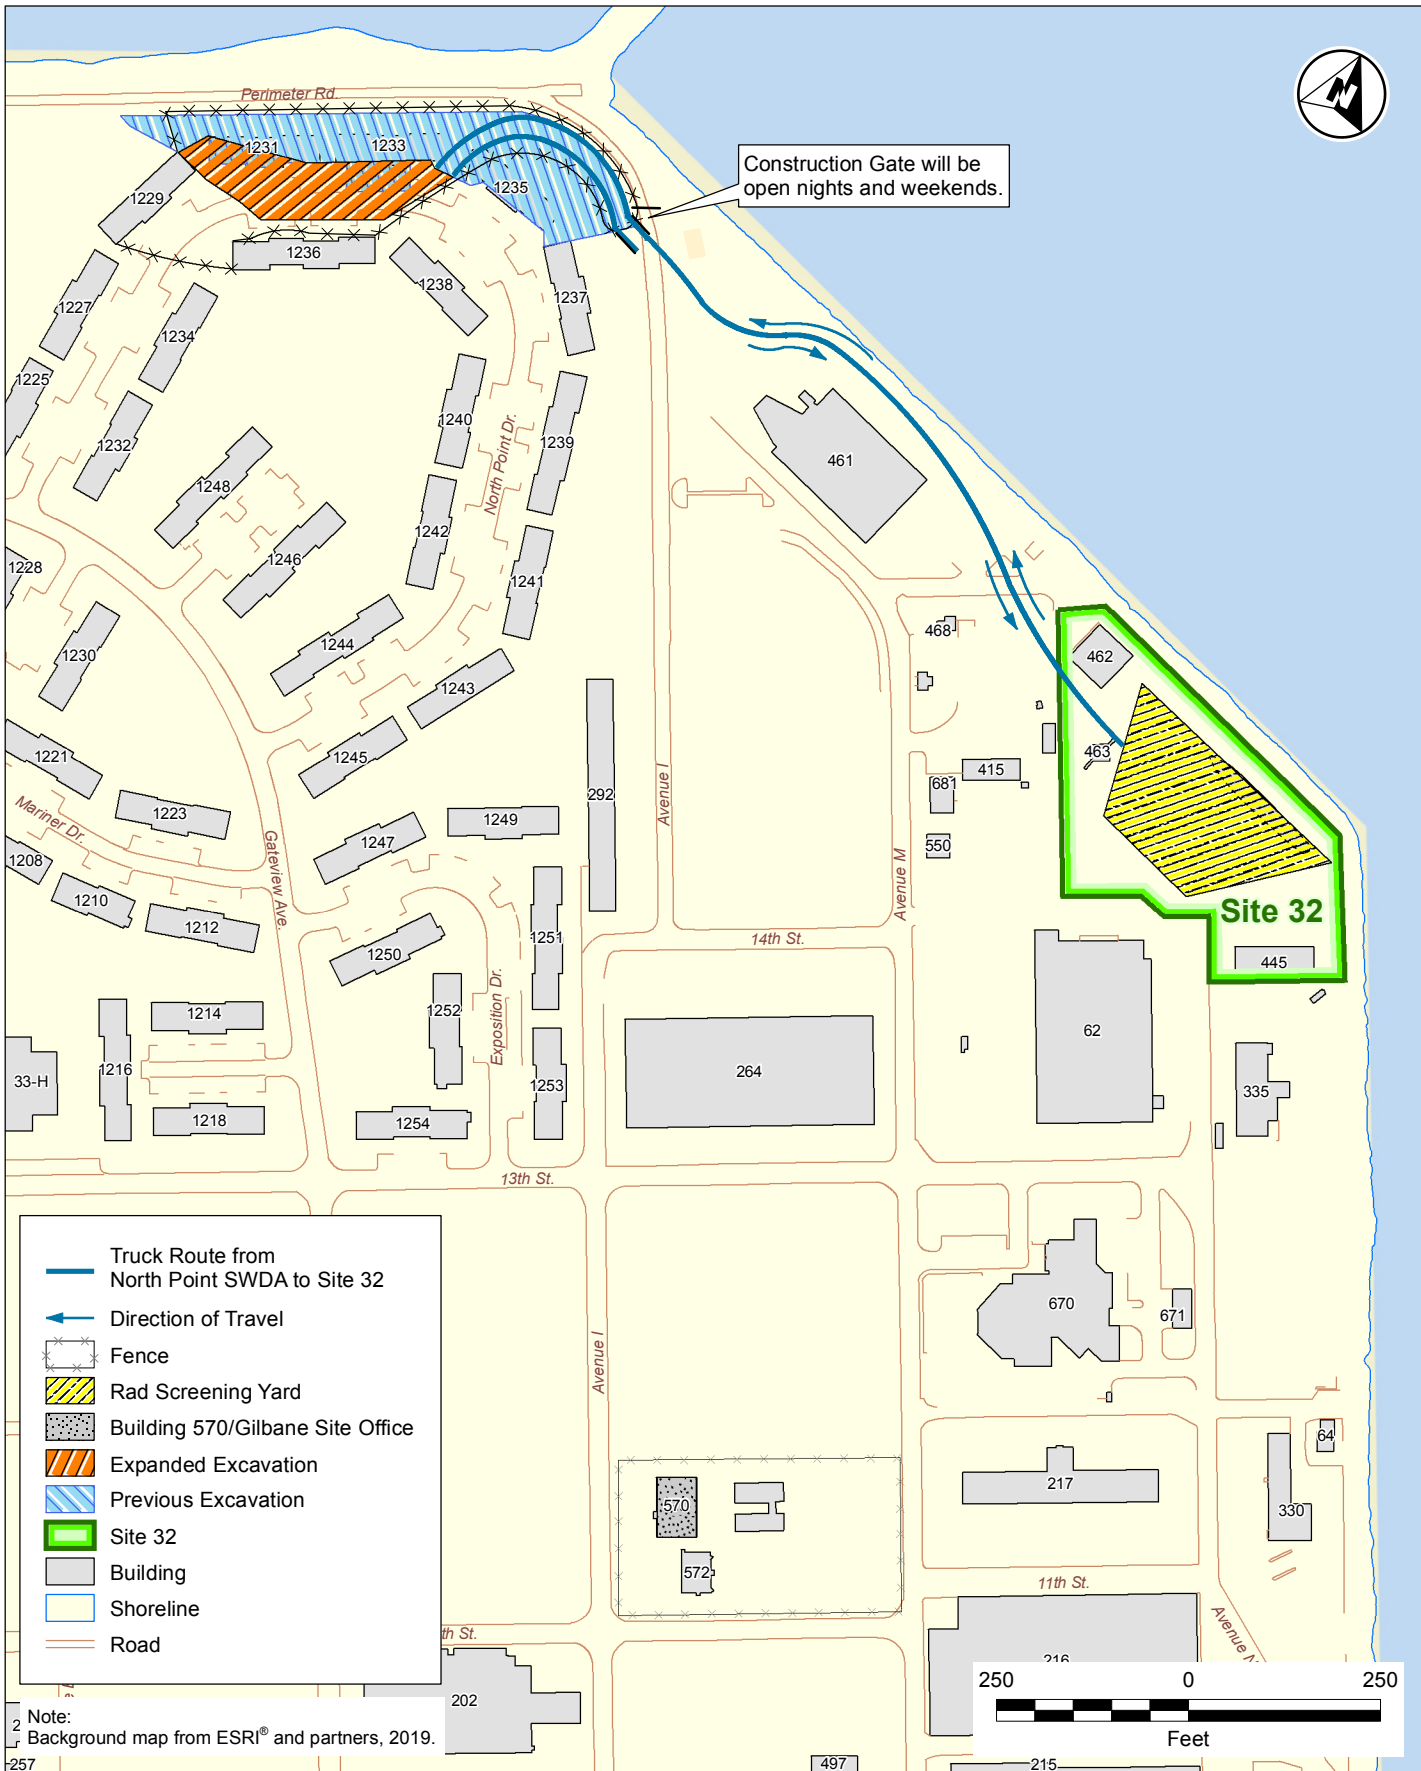 Perimeter Rd.
N
Construction Gate will be
open nights and weekends.
1231
1233
1235
1229
1236
1238
1237
1227
1234
1225
1232
1240
1239
North Point Dr.
461
1248
1242
1246
1241
1228
1230
1244
1243
468
462
1221
1245
463
415
681
292
Avenue I
1223
Mariner Dr.
1249
1247
550
1208
1210
1212
Gateview Ave.
Avenue M
Site 32
1250
1251
14th St.
445
1252
Exposition Dr.
1214
1216
33-H
1218
1254
1253
264
62
335
13th St.
670
671
Avenue I
64
217
330
570
572
11th St.
Avenue
216
th St.
202
257
497
215
Truck Route from
North Point SWDA to Site 32
Direction of Travel
Fence
Rad Screening Yard
Building 570/Gilbane Site Office
Expanded Excavation
Previous Excavation
Site 32
Building
Shoreline
Road
Note:
Background map from ESRI® and partners, 2019.
250 0 250
Feet